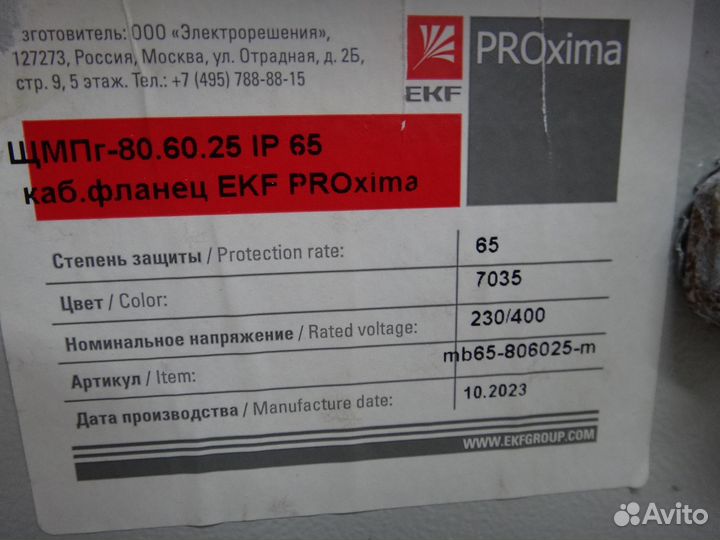 зготовитель: ООО «Электрорешения»,
127273, Россия, Москва, ул. Отрадная, д. 2Б,
стр. 9, 5 этаж. Тел.: +7 (495) 788-88-15
EKF
PROxima
ЩМПг-80.60.25 IP 65
каб.фланец EKF PROxima
Степень защиты / Protection rate: 65
Цвет / Color: 7035
Номинальное напряжение / Rated voltage: 230/400
Артикул / Item: mb65-806025-m
Дата производства / Manufacture date: 10.2023
WWW.EKFGROUP.COM
Avito